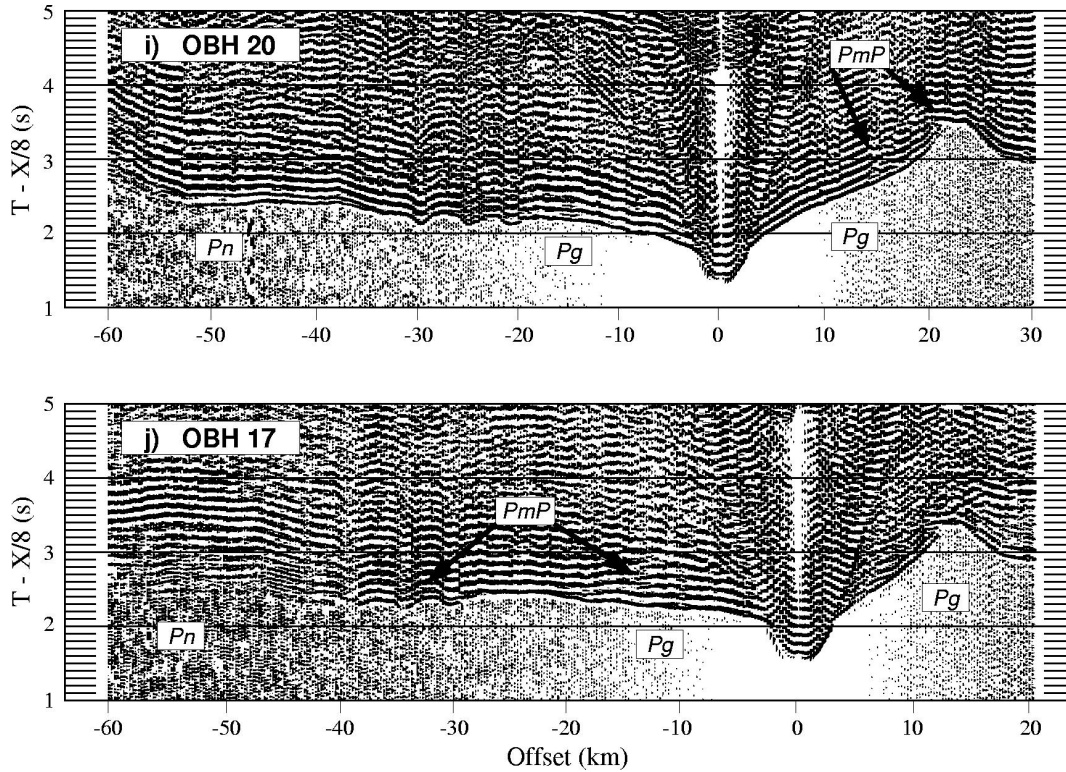 i) OBH 20
PmP
Pn
Pg
Pg
T - X/8 (s)
5
4
3
2
1
-60 -50 -40 -30 -20 -10 0 10 20 30
j) OBH 17
PmP
Pn
Pg
Pg
T - X/8 (s)
5
4
3
2
1
-60 -50 -40 -30 -20 -10 0 10 20
Offset (km)